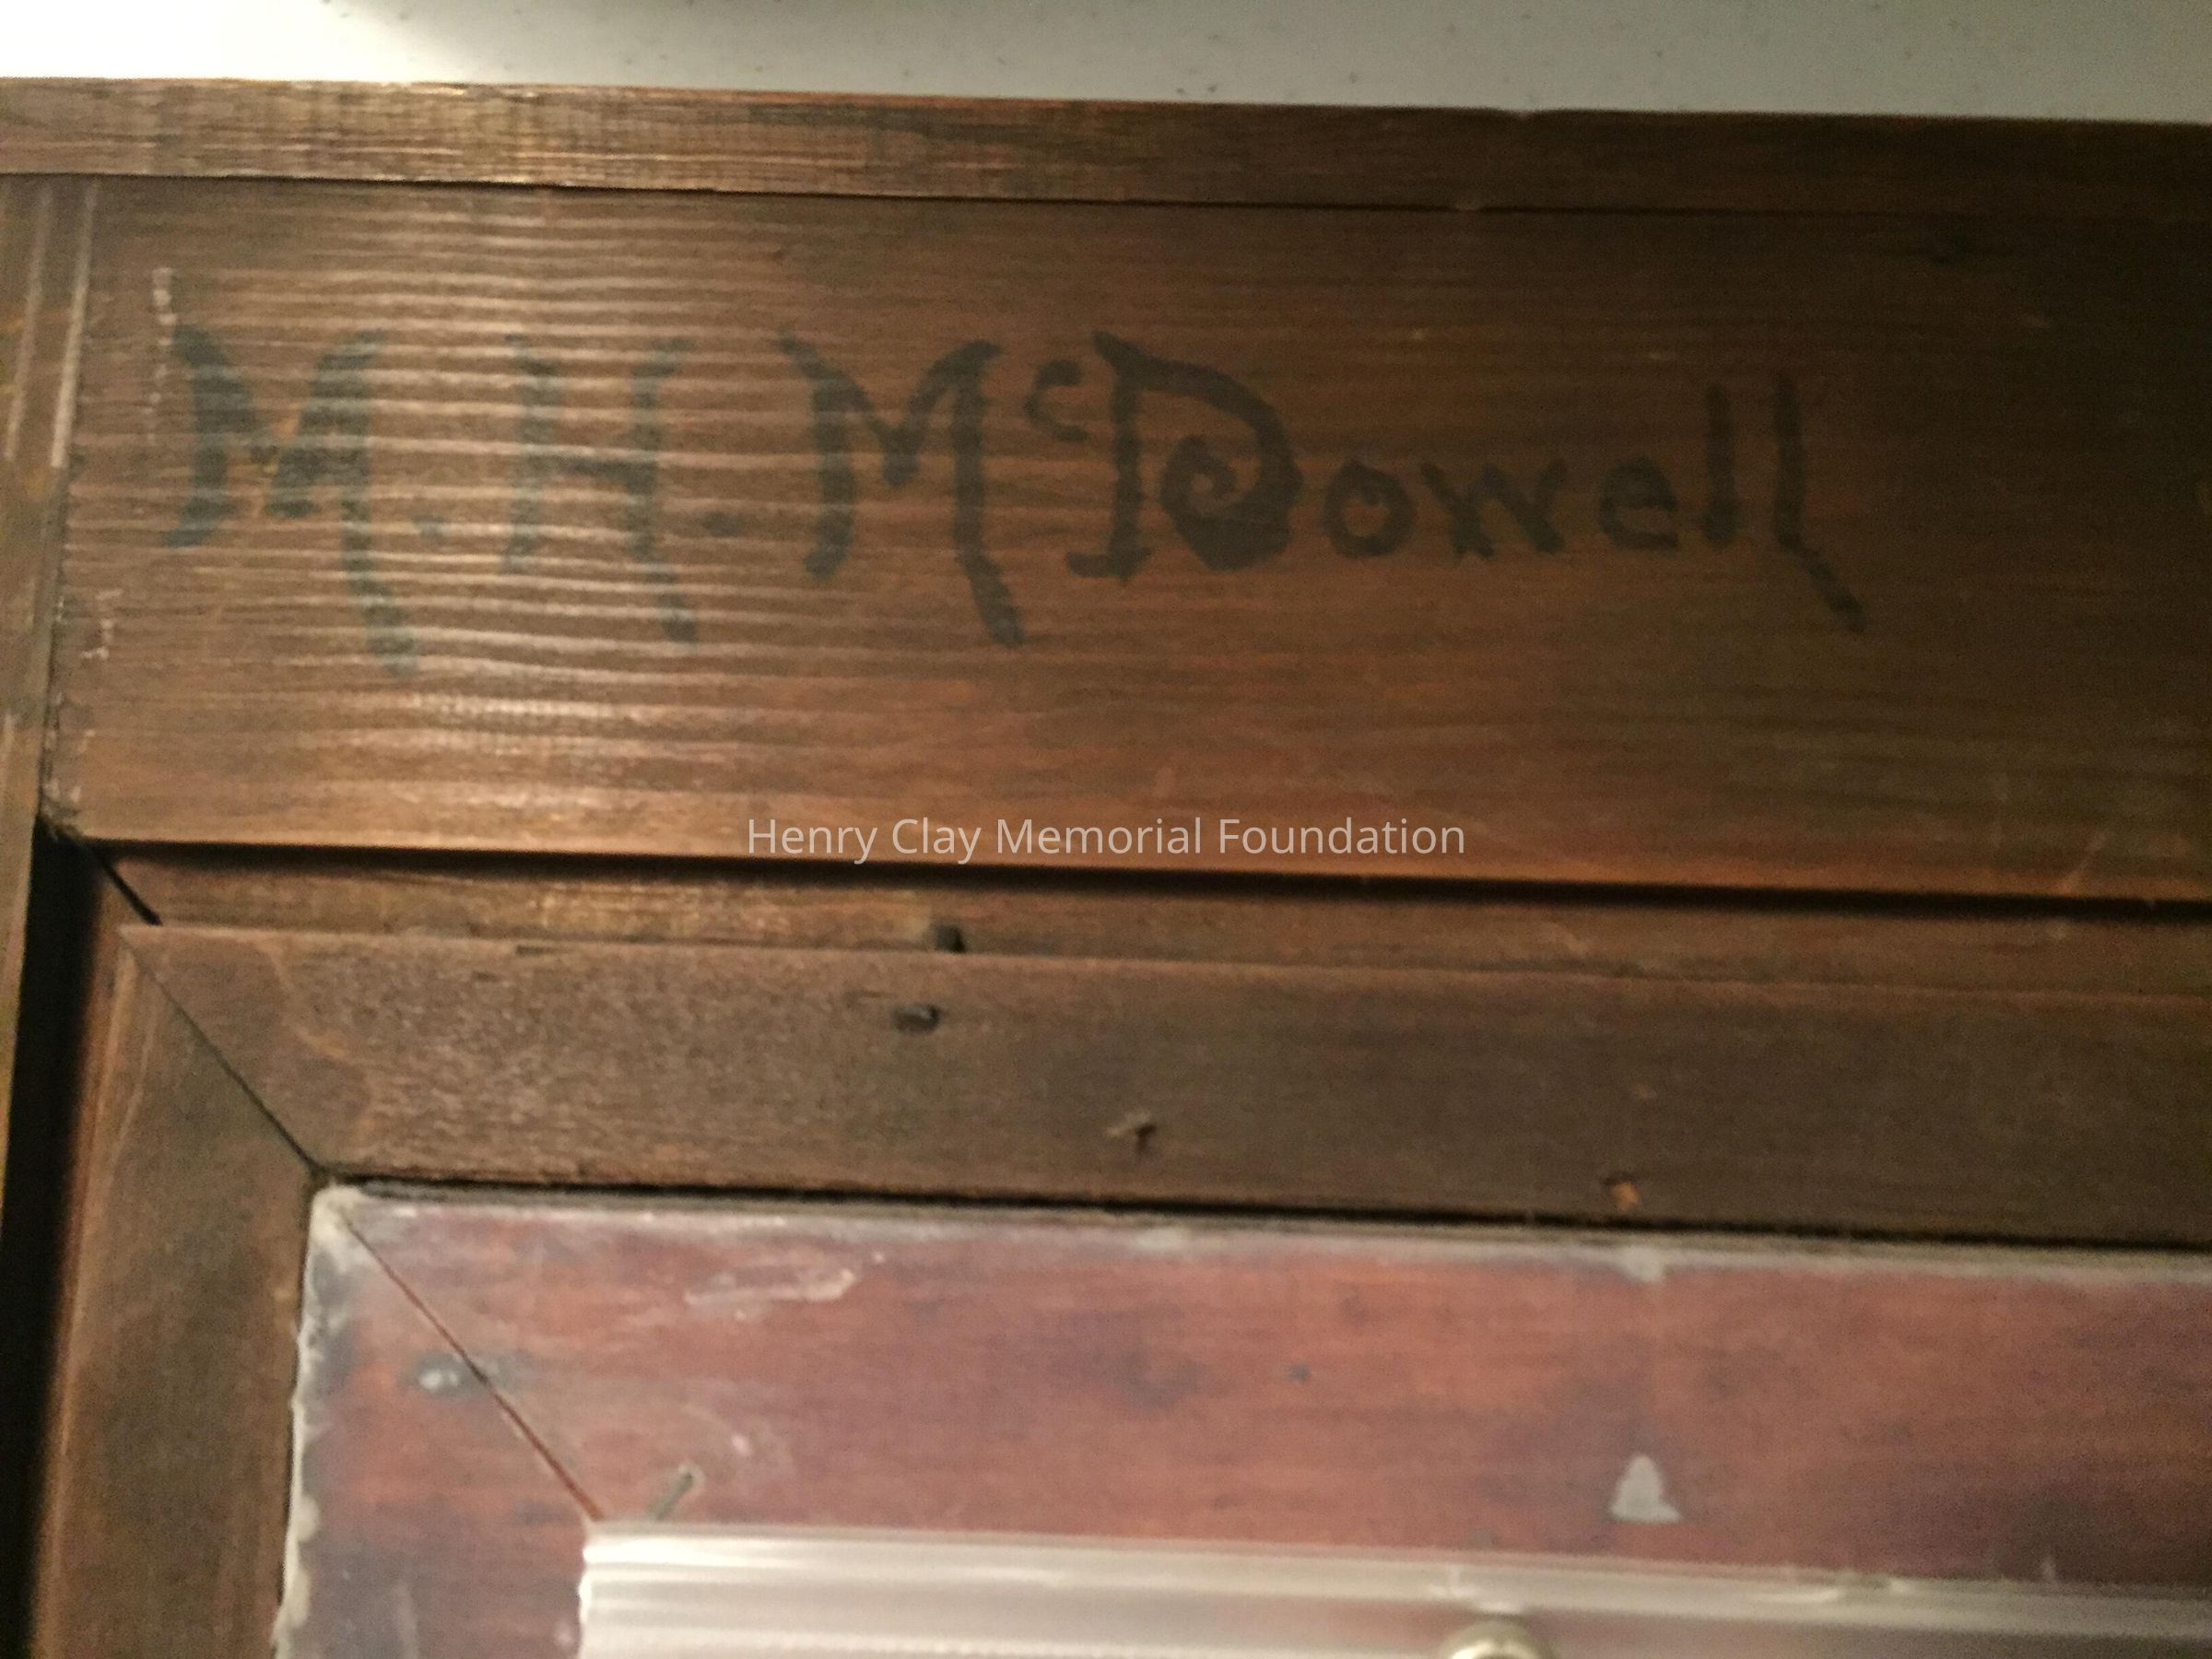 M. H. McDowell
Henry Clay Memorial Foundation